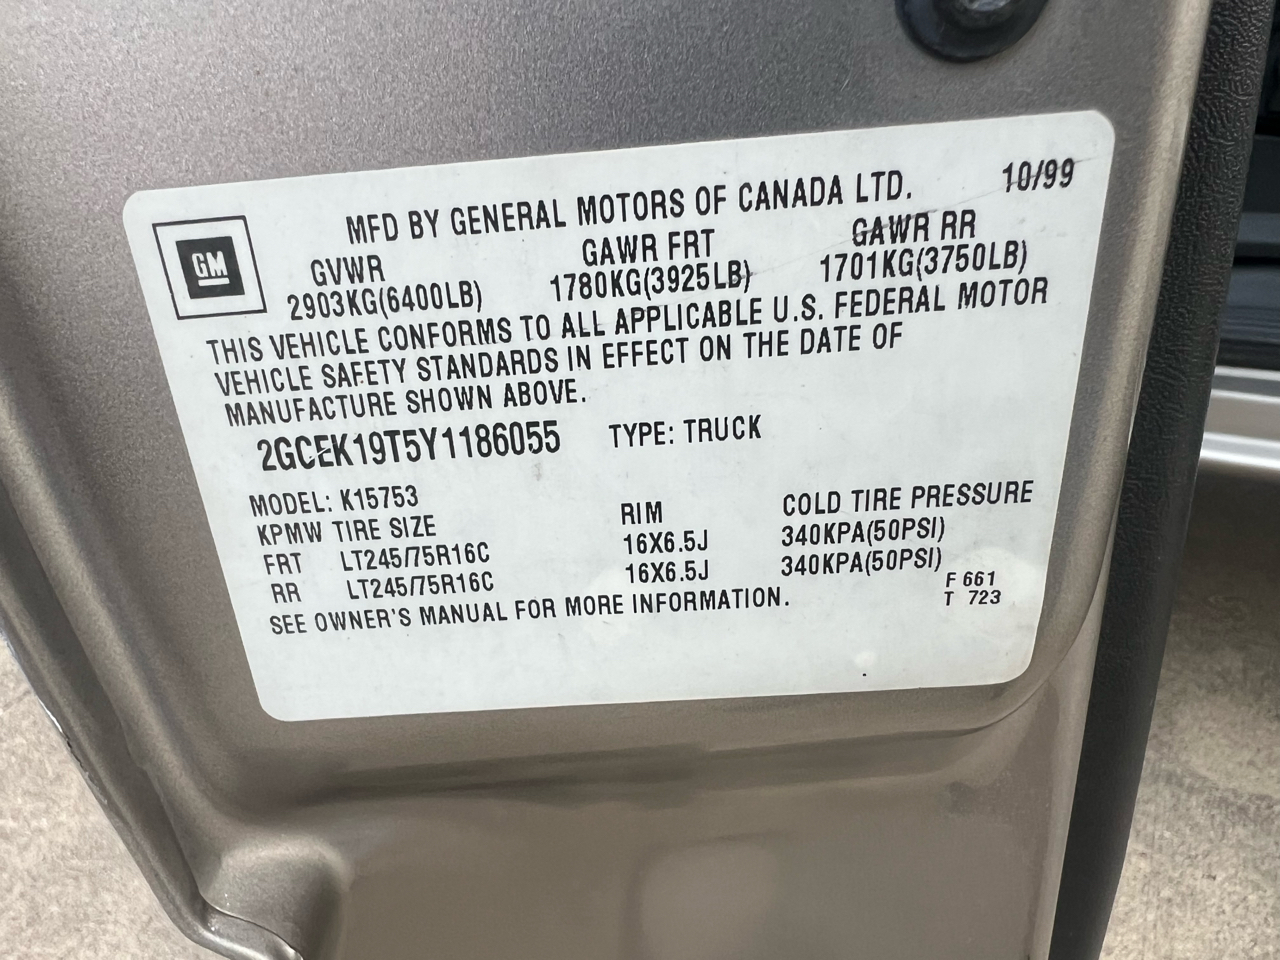 MFD BY GENERAL MOTORS OF CANADA LTD. 10/99
GM
GVWR GAWR FRT GAWR RR
2903KG(6400LB) 1780KG(3925LB) 1701KG(3750LB)
THIS VEHICLE CONFORMS TO ALL APPLICABLE U.S. FEDERAL MOTOR
VEHICLE SAFETY STANDARDS IN EFFECT ON THE DATE OF
MANUFACTURE SHOWN ABOVE.
2GCEK19T5Y1186055 TYPE: TRUCK
MODEL: K15753
KPMW TIRE SIZE RIM COLD TIRE PRESSURE
FRT LT245/75R16C 16X6.5J 340KPA(50PSI)
RR LT245/75R16C 16X6.5J 340KPA(50PSI)
SEE OWNER'S MANUAL FOR MORE INFORMATION.
F 661
T 723